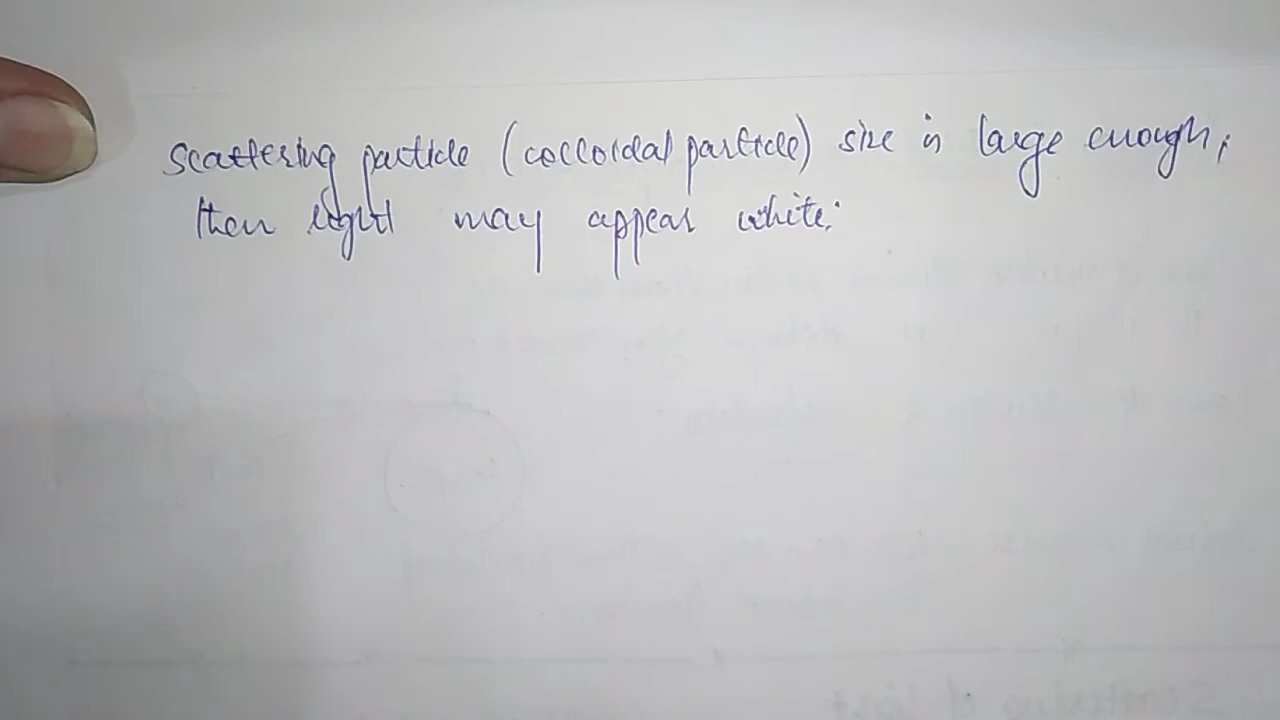 Scattering particle (colloidal particle) size is large enough,
then light may appear white.